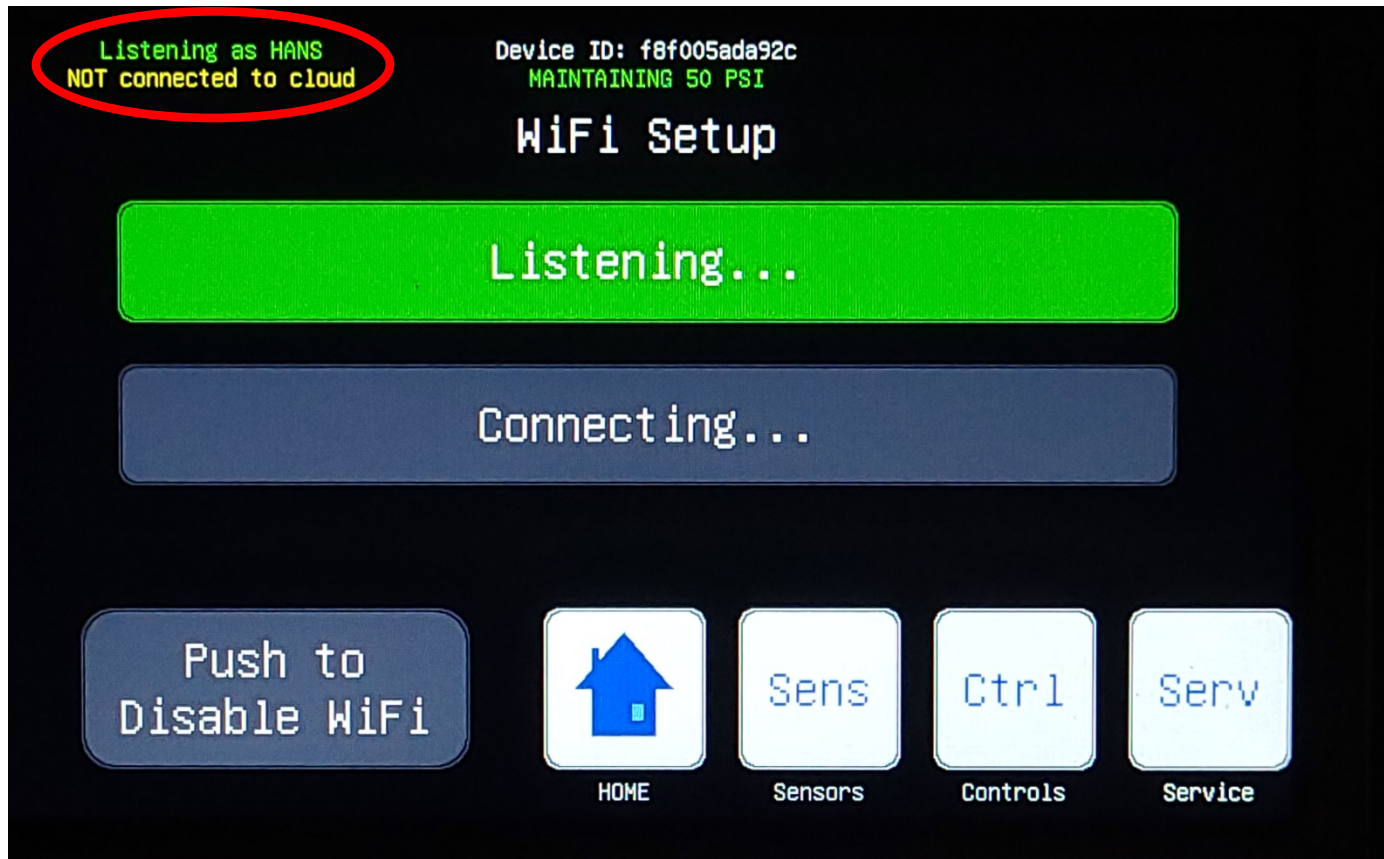 Listening as HANS
NOT connected to cloud
Device ID: f8f005ada92c
MAINTAINING 50 PSI
WiFi Setup
Listening...
Connecting...
Push to
Disable WiFi
Sens
Ctrl
Serv
HOME
Sensors
Controls
Service